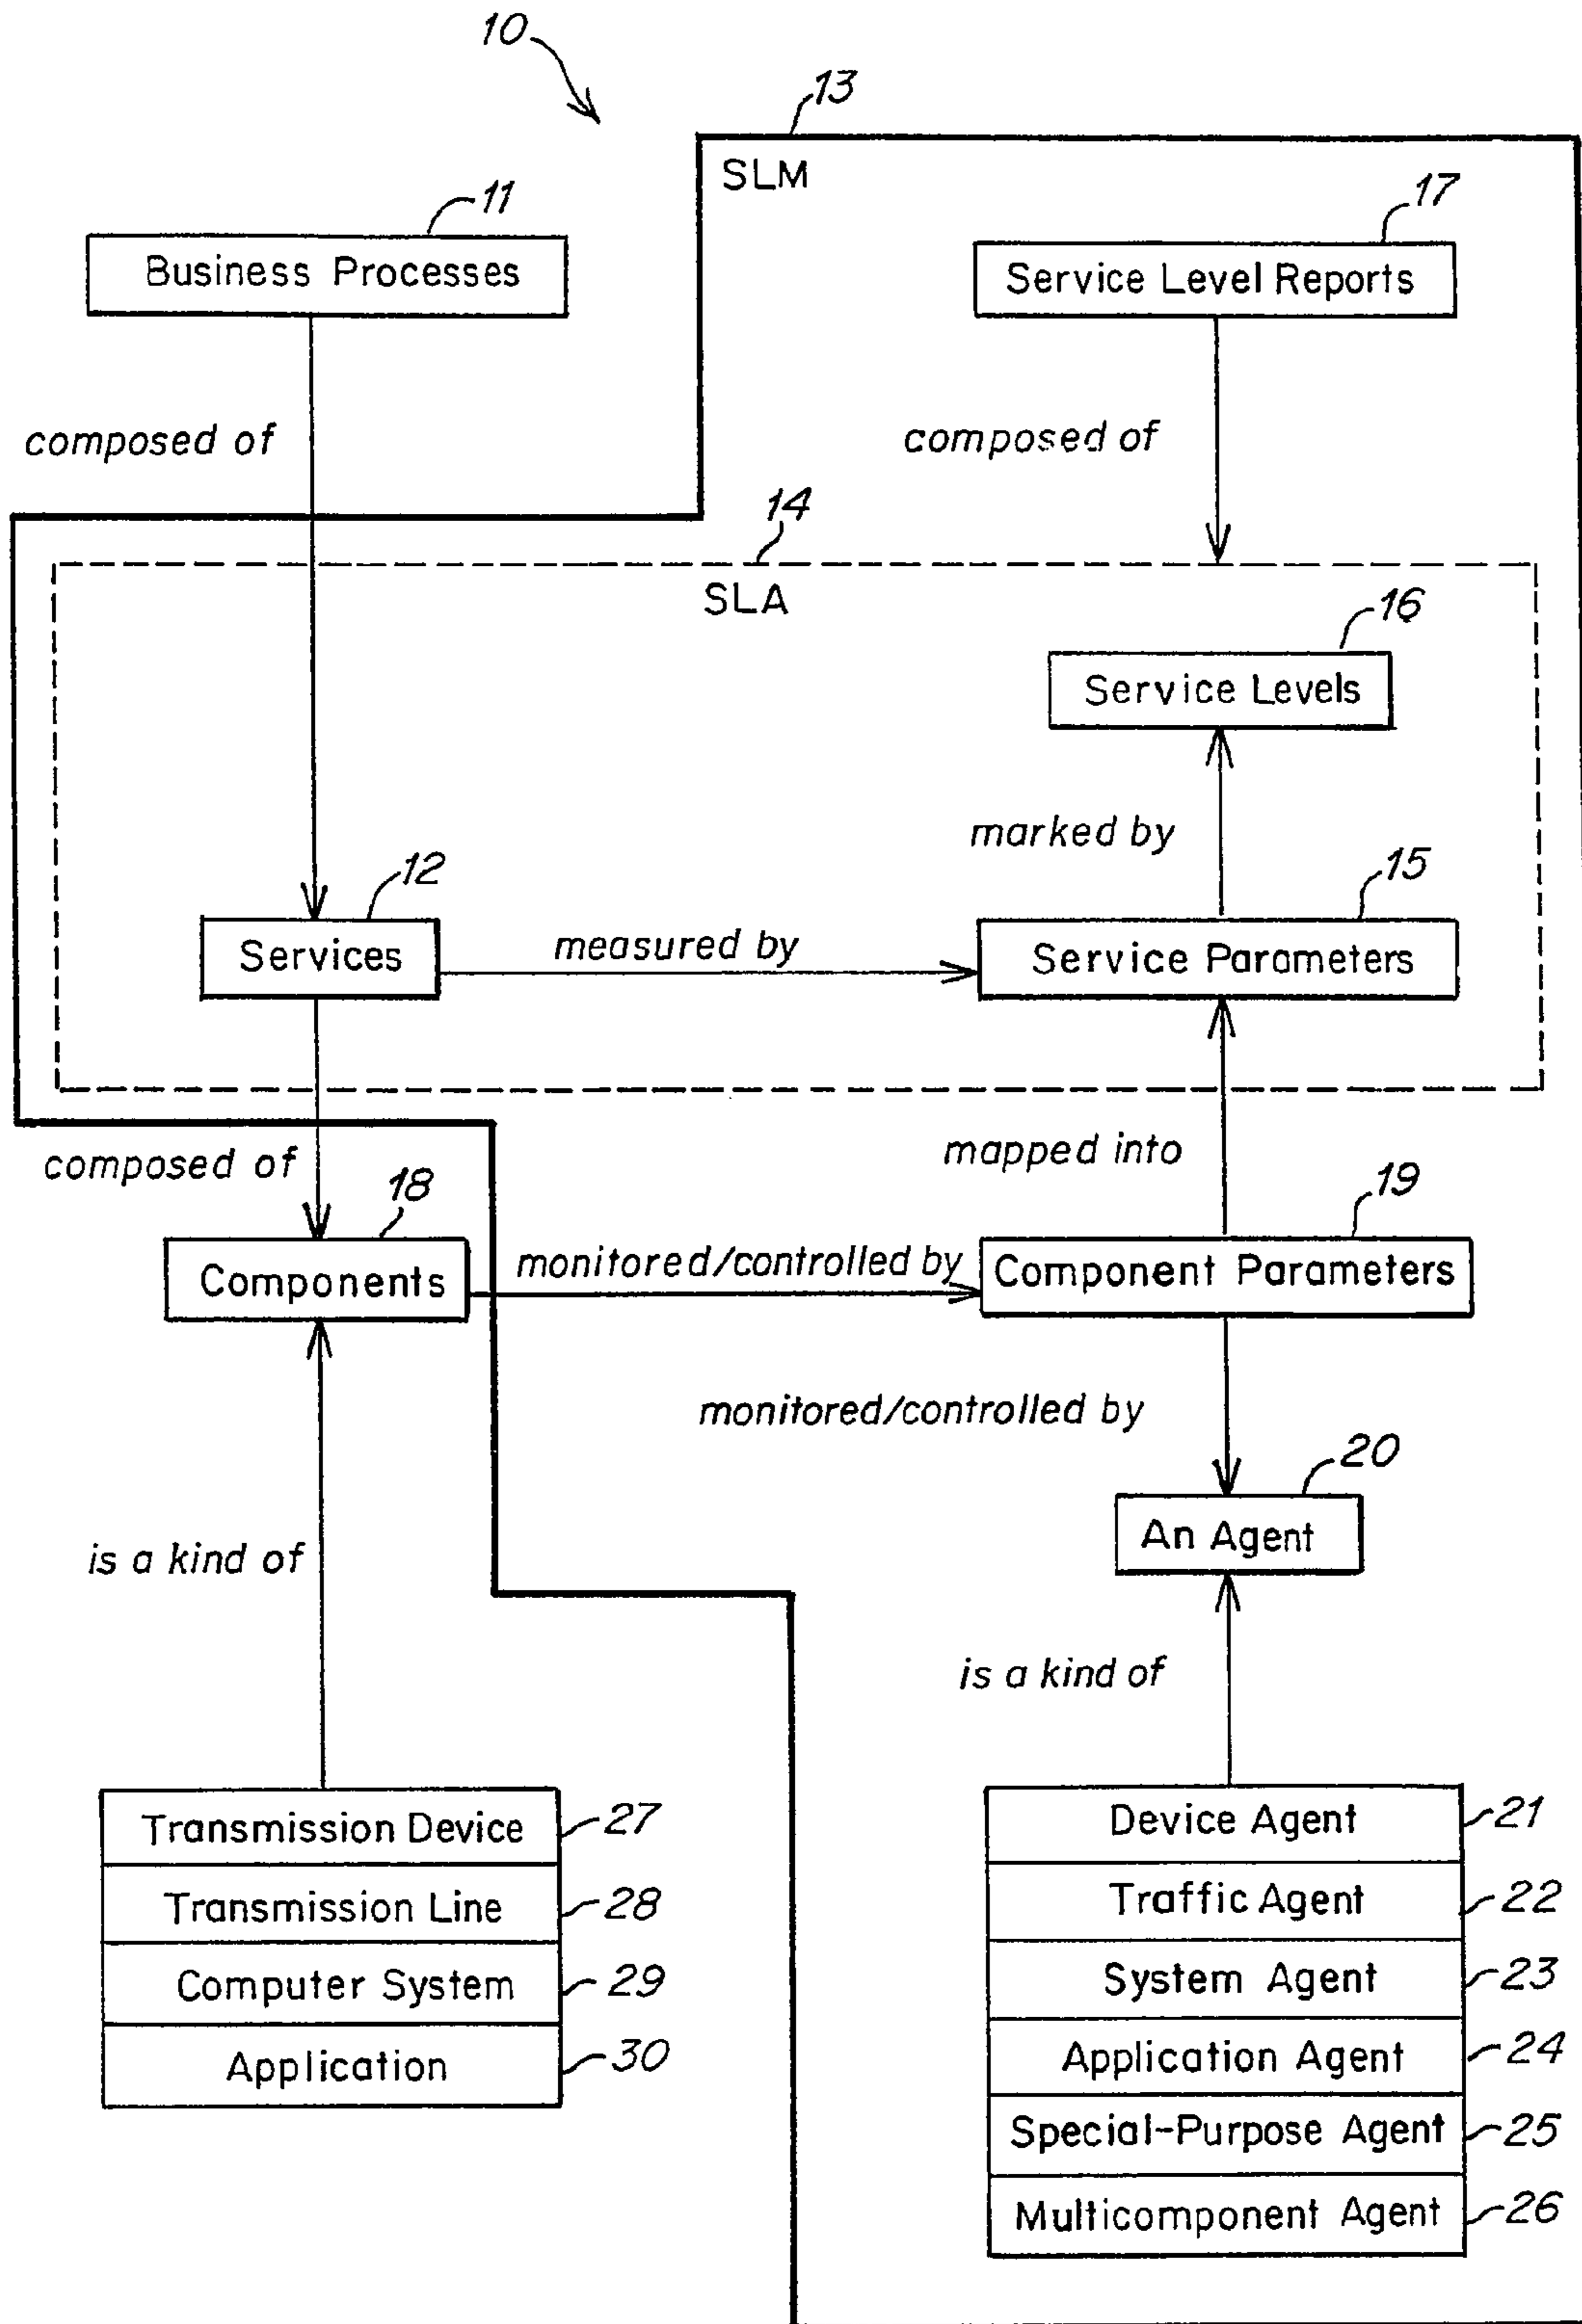 10
13
SLM
11
17
Business Processes
Service Level Reports
composed of
composed of
14
SLA
16
Service Levels
marked by
12
15
Services
measured by
Service Parameters
composed of
mapped into
18
19
Components
monitored/controlled by
Component Parameters
monitored/controlled by
20
An Agent
is a kind of
is a kind of
Transmission Device 27
Transmission Line 28
Computer System 29
Application 30
Device Agent 21
Traffic Agent 22
System Agent 23
Application Agent 24
Special-Purpose Agent 25
Multicomponent Agent 26